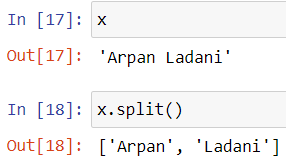 In [17]: x
Out[17]: 'Arpan Ladani'
In [18]: x.split()
Out[18]: ['Arpan', 'Ladani']